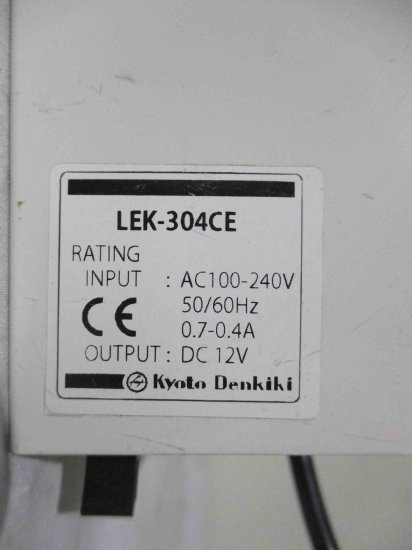 LEK-304CE
RATING
INPUT : AC100-240V
50/60Hz
CE 0.7-0.4A
OUTPUT : DC 12V
Kyoto Denkiki